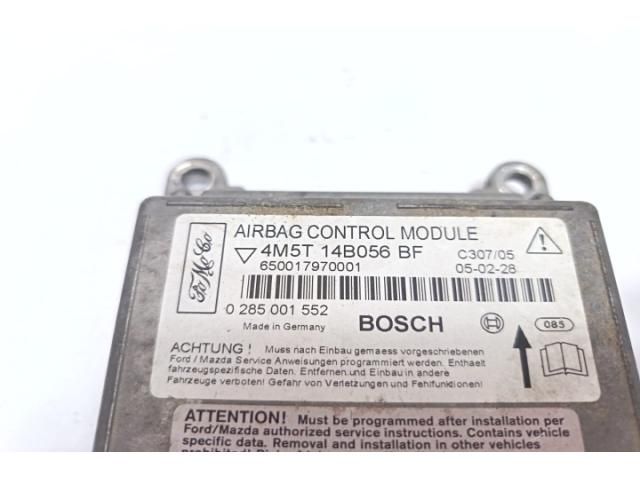 FoMoCo
AIRBAG CONTROL MODULE
4M5T 14B056 BF
C307/05
650017970001
05-02-28
0 285 001 552
Made in Germany
BOSCH
085
ACHTUNG ! Muss nach Einbau gemaess vorgeschriebenen
Ford / Mazda Service Anweisungen programmiert werden. Enthaelt
fahrzeugspezifische Daten. Entfernen.und Einbau in andere
Fahrzeuge verboten! Gefahr von Verletzungen und Fehlfunktionen!
ATTENTION! Must be programmed after installation per
Ford/Mazda authorized service instructions. Contains vehicle
specific data. Removal and installation in other vehicles
prohibited!